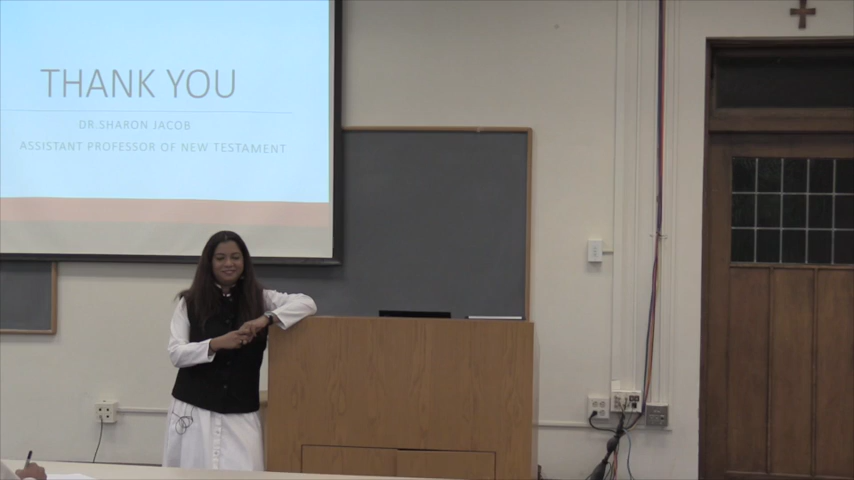 THANK YOU
DR.SHARON JACOB
ASSISTANT PROFESSOR OF NEW TESTAMENT